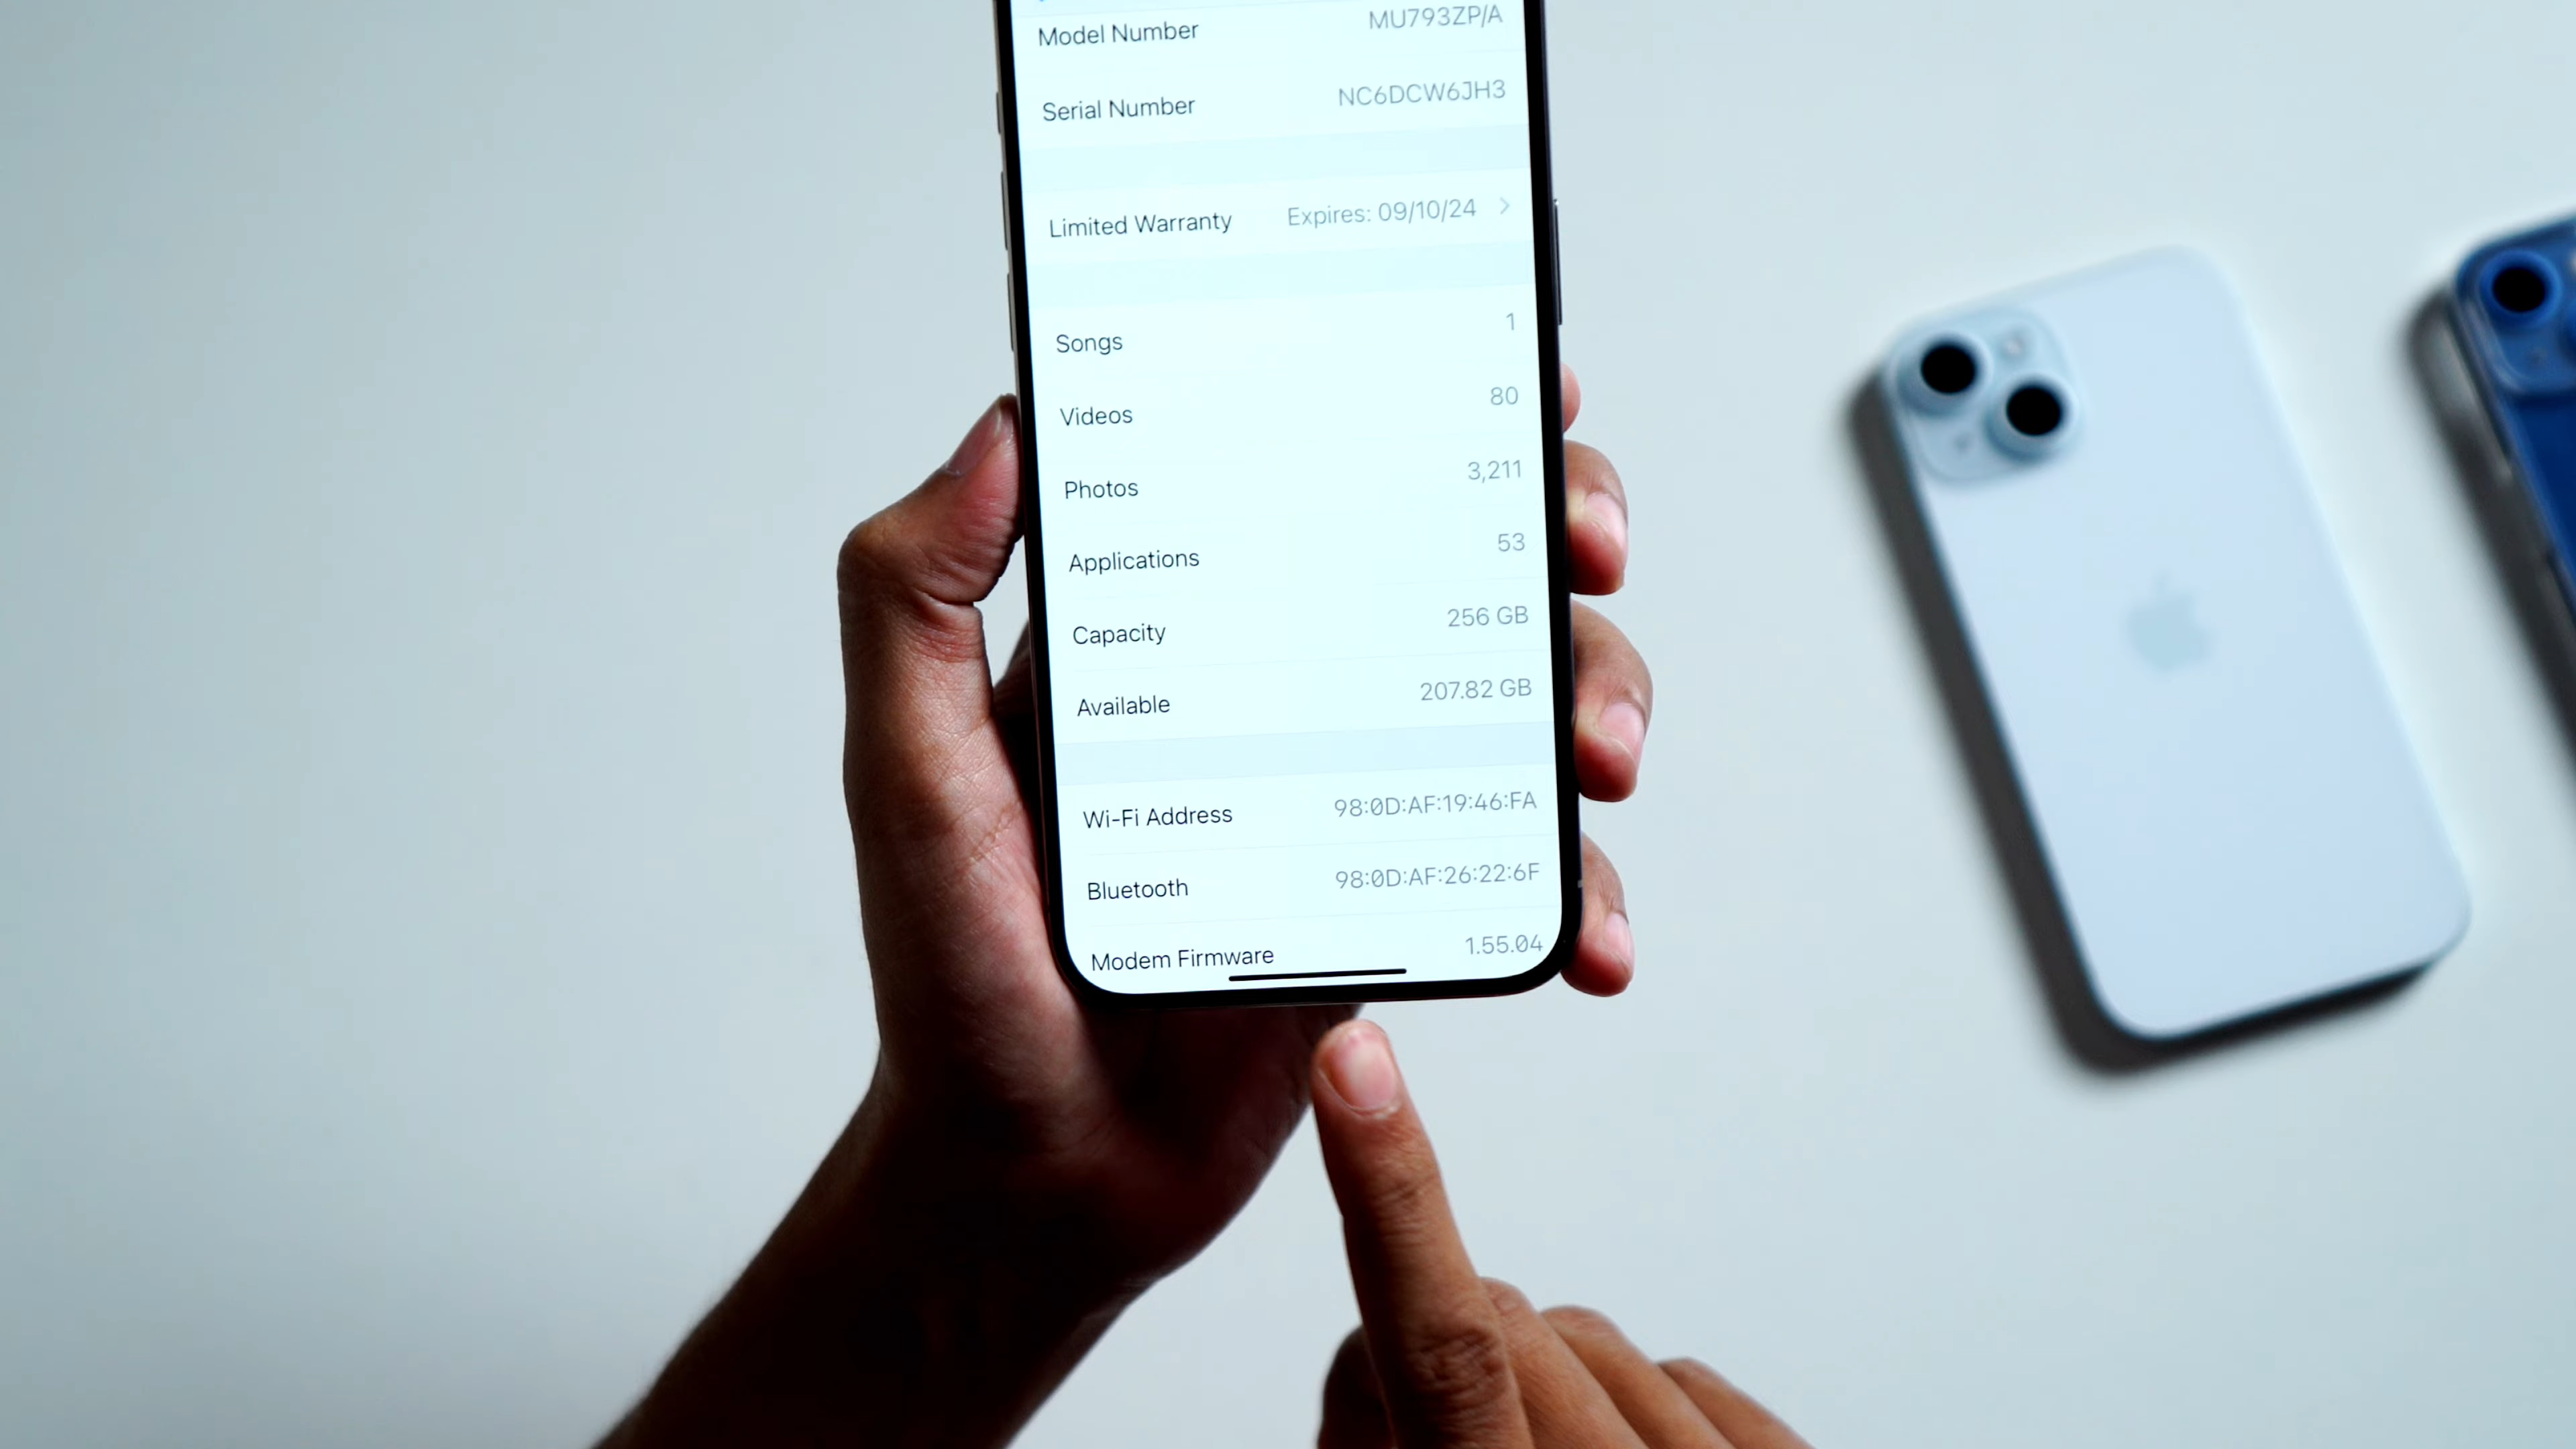 Model Number MU793ZP/A
Serial Number NC6DCW6JH3
Limited Warranty Expires: 09/10/24
Songs 1
Videos 80
Photos 3,211
Applications 53
Capacity 256 GB
Available 207.82 GB
Wi-Fi Address 98:0D:AF:19:46:FA
Bluetooth 98:0D:AF:26:22:6F
Modem Firmware 1.55.04